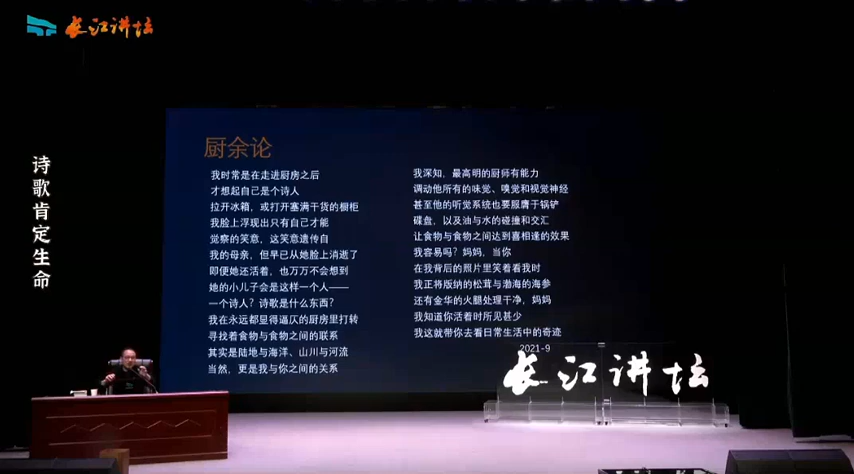 长江讲坛
诗歌肯定生命
厨余论
我时常是在走进厨房之后
才想起自己是个诗人
拉开冰箱，或打开塞满干货的橱柜
我脸上浮现出只有自己才能
觉察的笑意，这笑意遗传自
我的母亲，但早已从她脸上消逝了
即便她还活着，也万万不会想到
她的小儿子会是这样一个人——
一个诗人？诗歌是什么东西？
我在永远都显得逼仄的厨房里打转
寻找着食物与食物之间的联系
其实是陆地与海洋、山川与河流
当然，更是我与你之间的关系
我深知，最高明的厨师有能力
调动他所有的味觉、嗅觉和视觉神经
甚至他的听觉系统也要服膺于锅铲
碟盘，以及油与水的碰撞和交汇
让食物与食物之间达到喜相逢的效果
我容易吗？妈妈，当你
在我背后的照片里笑着看我时
我正将版纳的松茸与渤海的海参
还有金华的火腿处理干净，妈妈
我知道你活着时所见甚少
我这就带你去看日常生活中的奇迹
2021-9
长江讲坛